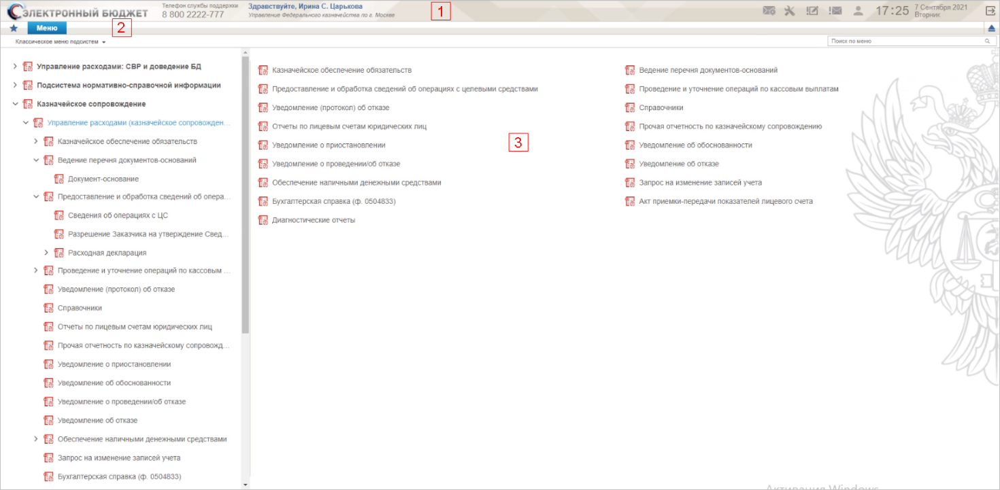 ЭЛЕКТРОННЫЙ БЮДЖЕТ
Телефон службы поддержки
8 800 2222-777
Здравствуйте, Ирина С. Царькова
Управление Федерального казначейства по г. Москве
1
17:25
7 Сентября 2021
Вторник
Меню
2
Классическое меню подсистем
Поиск по меню
Управление расходами: СВР и доведение БД
Подсистема нормативно-справочной информации
Казначейское сопровождение
Управление расходами (казначейское сопровожден...
Казначейское обеспечение обязательств
Ведение перечня документов-оснований
Документ-основание
Предоставление и обработка сведений об опера...
Сведения об операциях с ЦС
Разрешение Заказчика на утверждение Свед...
Расходная декларация
Проведение и уточнение операций по кассовым ...
Уведомление (протокол) об отказе
Справочники
Отчеты по лицевым счетам юридических лиц
Прочая отчетность по казначейскому сопровожд...
Уведомление о приостановлении
Уведомление об обоснованности
Уведомление о проведении/об отказе
Уведомление об отказе
Обеспечение наличными денежными средствами
Запрос на изменение записей учета
Бухгалтерская справка (ф. 0504833)
Казначейское обеспечение обязательств
Предоставление и обработка сведений об операциях с целевыми средствами
Уведомление (протокол) об отказе
Отчеты по лицевым счетам юридических лиц
3
Уведомление о приостановлении
Уведомление о проведении/об отказе
Обеспечение наличными денежными средствами
Бухгалтерская справка (ф. 0504833)
Диагностические отчеты
Ведение перечня документов-оснований
Проведение и уточнение операций по кассовым выплатам
Справочники
Прочая отчетность по казначейскому сопровождению
Уведомление об обоснованности
Уведомление об отказе
Запрос на изменение записей учета
Акт приемки-передачи показателей лицевого счета
Активация Windows